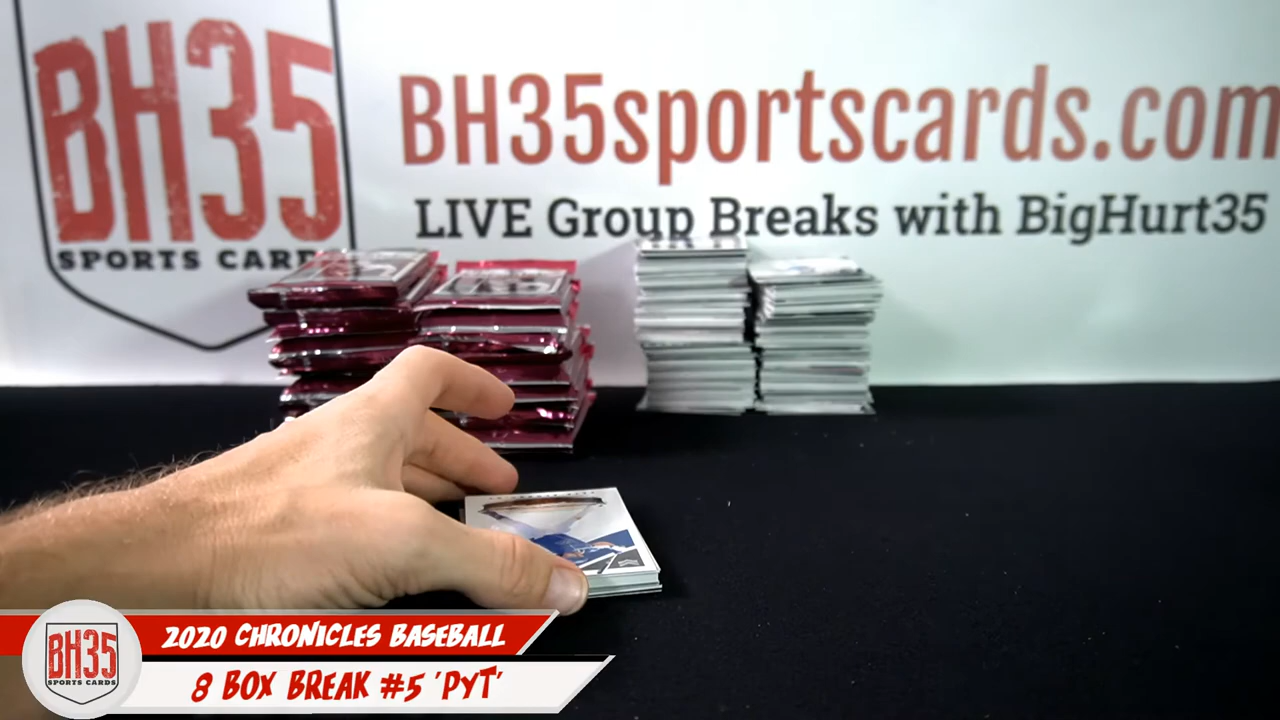 BH35
SPORTS CARD
BH35sportscards.com
LIVE Group Breaks with BigHurt35
2020 CHRONICLES BASEBALL
8 BOX BREAK #5 'PYT'
BH35
SPORTS CARDS